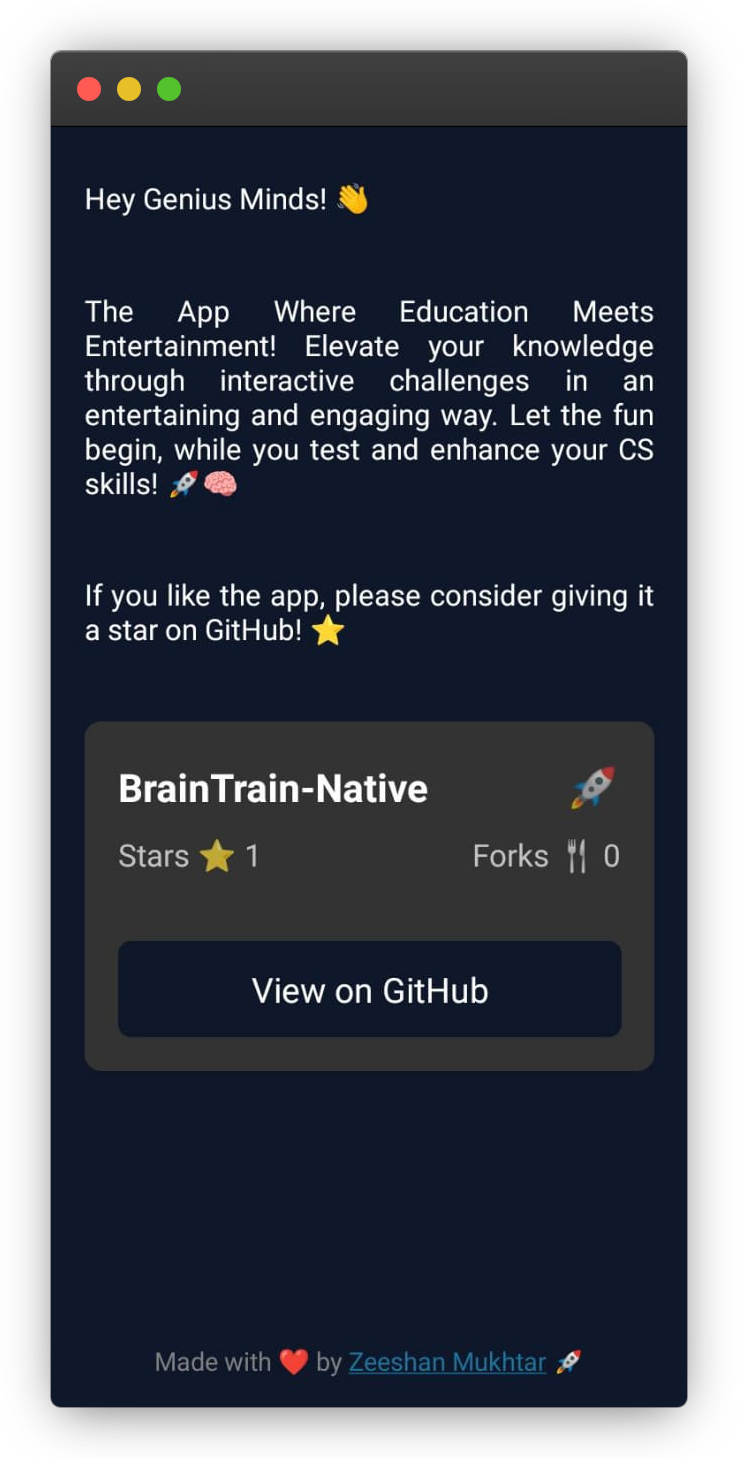 Hey Genius Minds! 👋
The App Where Education Meets
Entertainment! Elevate your knowledge
through interactive challenges in an
entertaining and engaging way. Let the fun
begin, while you test and enhance your CS
skills! 🚀🧠
If you like the app, please consider giving it
a star on GitHub! ⭐
BrainTrain-Native 🚀
Stars ⭐ 1 Forks 🍴 0
View on GitHub
Made with ❤️ by Zeeshan Mukhtar 🚀